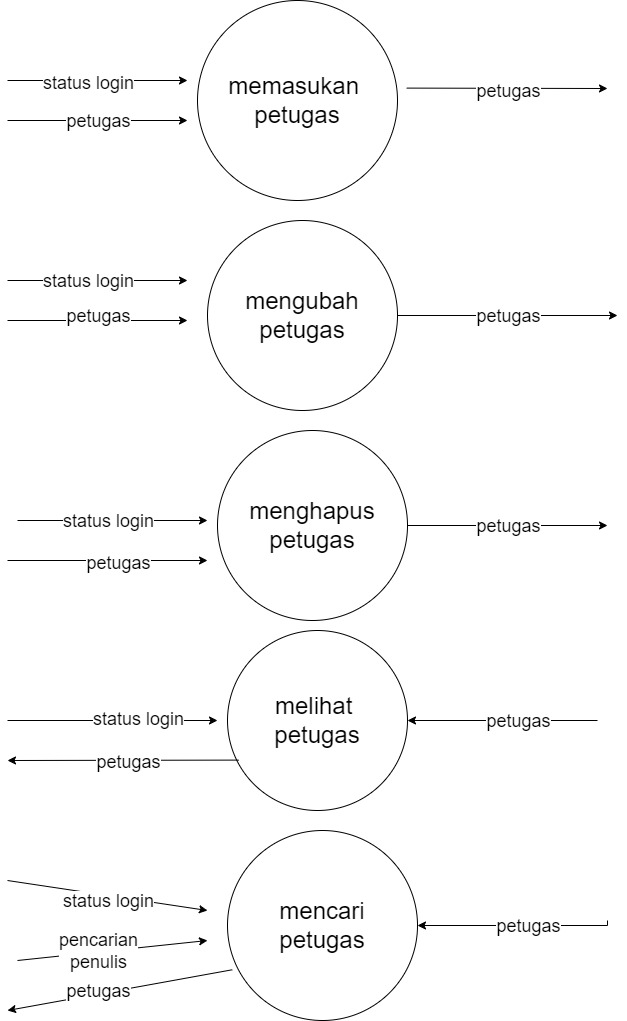 status login
petugas
memasukan
petugas
petugas
status login
petugas
mengubah
petugas
petugas
status login
petugas
menghapus
petugas
petugas
status login
petugas
melihat
petugas
petugas
status login
pencarian
penulis
petugas
mencari
petugas
petugas